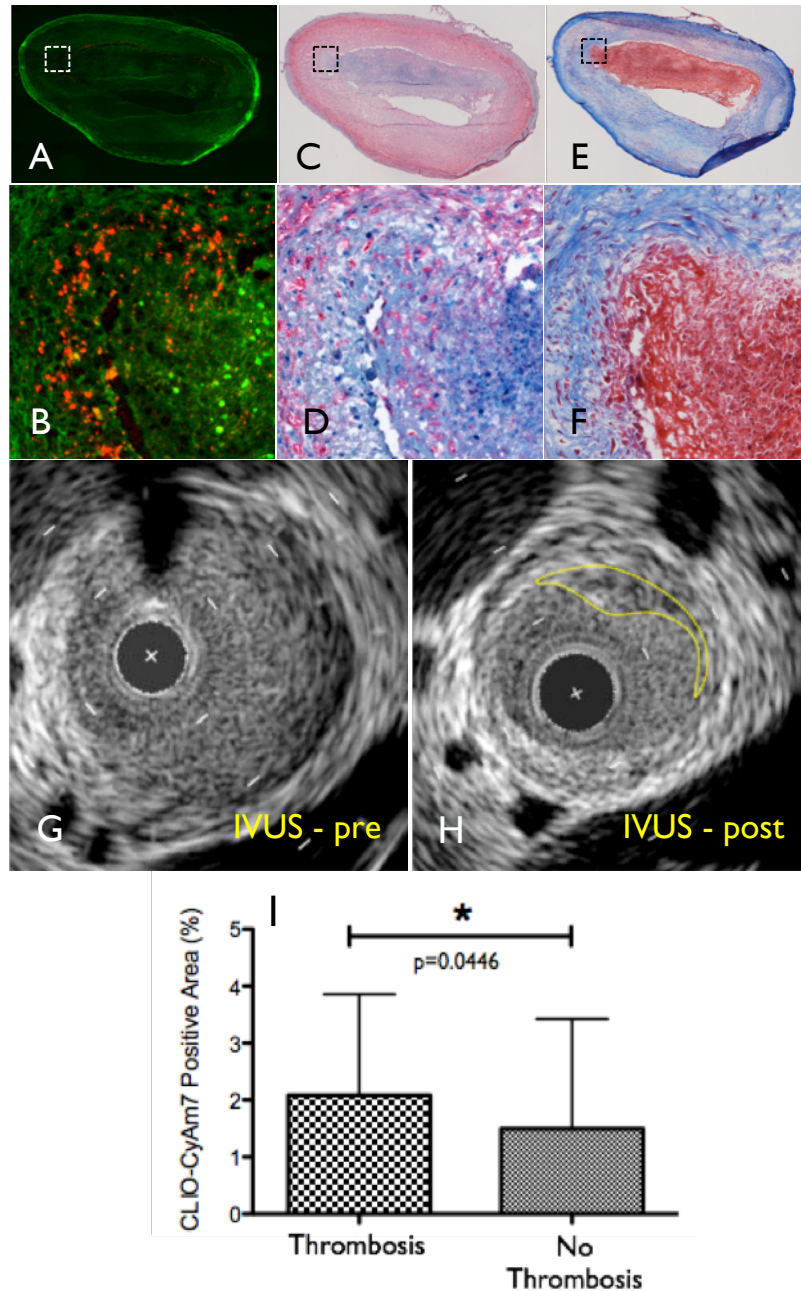 A
C
E
B
D
F
G
IVUS - pre
H
IVUS - post
I
*
p=0.0446
CLIO-CyAm7 Positive Area (%)
5
4
3
2
1
0
Thrombosis
No
Thrombosis